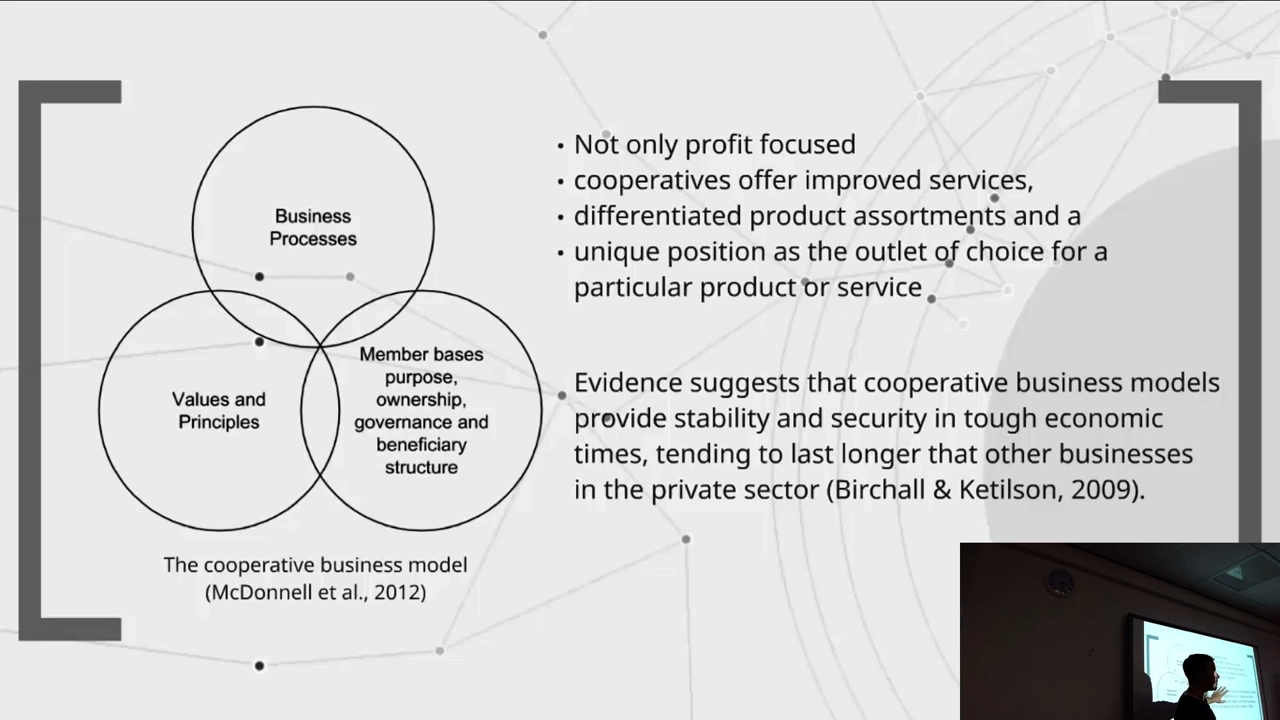 Business
Processes
Values and
Principles
Member bases
purpose,
ownership,
governance and
beneficiary
structure
The cooperative business model
(McDonnell et al., 2012)
• Not only profit focused
• cooperatives offer improved services,
• differentiated product assortments and a
• unique position as the outlet of choice for a
particular product or service
Evidence suggests that cooperative business models
provide stability and security in tough economic
times, tending to last longer that other businesses
in the private sector (Birchall & Ketilson, 2009).